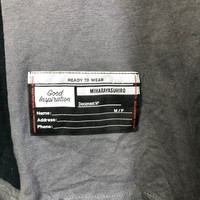 READY TO WEAR
Good
Inspiration
MIHARAYASUHIRO
Document N°
Name: M / F
Address:
Phone: